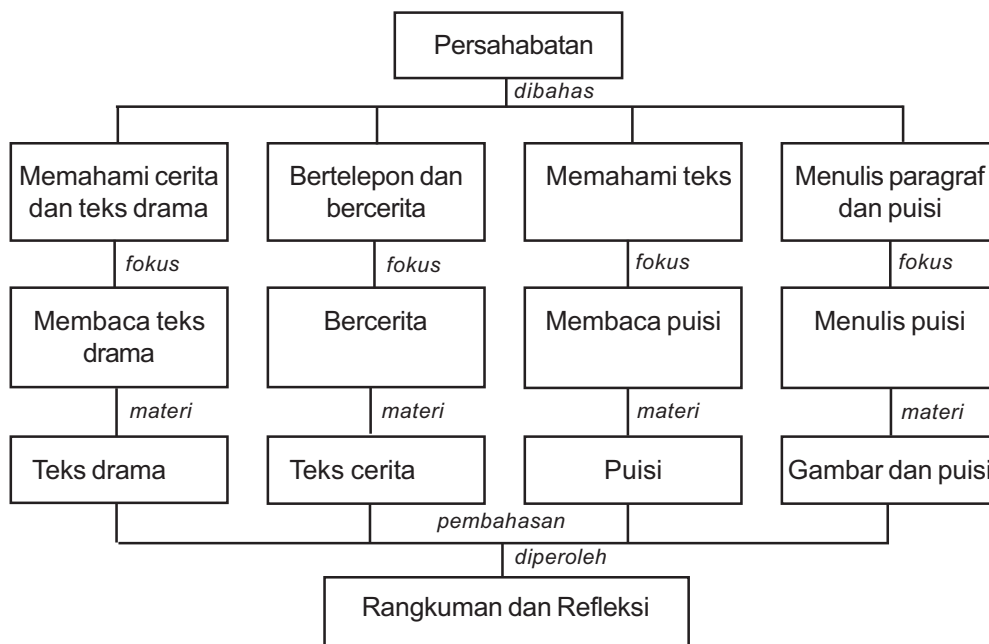 Persahabatan
dibahas
Memahami cerita
dan teks drama
Bertelepon dan
bercerita
Memahami teks
Menulis paragraf
dan puisi
fokus
fokus
fokus
fokus
Membaca teks
drama
Bercerita
Membaca puisi
Menulis puisi
materi
materi
materi
materi
Teks drama
Teks cerita
Puisi
Gambar dan puisi
pembahasan
diperoleh
Rangkuman dan Refleksi